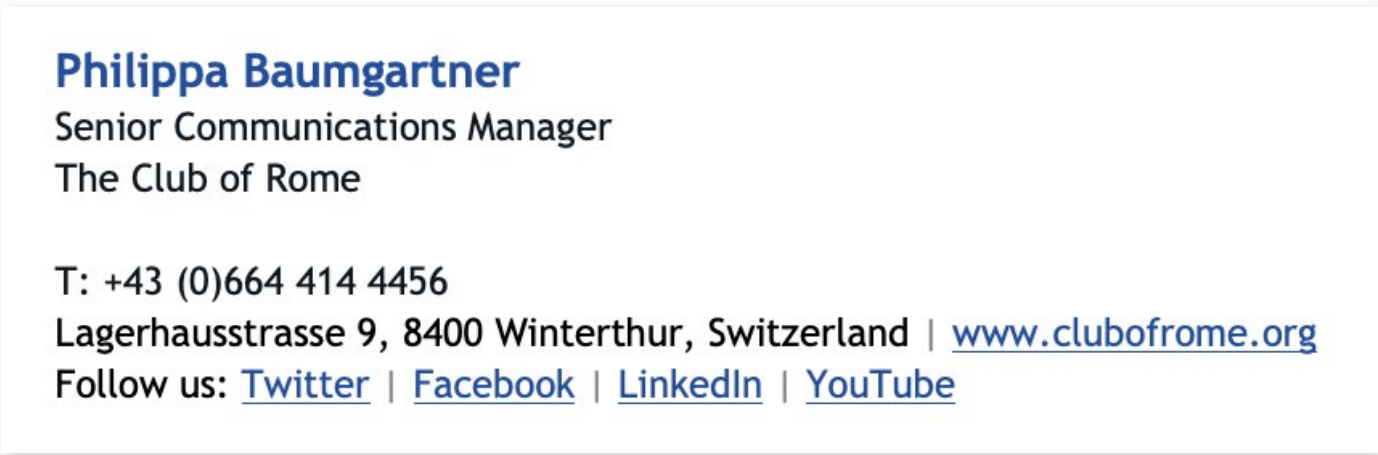 Philippa Baumgartner
Senior Communications Manager
The Club of Rome
T: +43 (0)664 414 4456
Lagerhausstrasse 9, 8400 Winterthur, Switzerland | www.clubofrome.org
Follow us: Twitter | Facebook | LinkedIn | YouTube